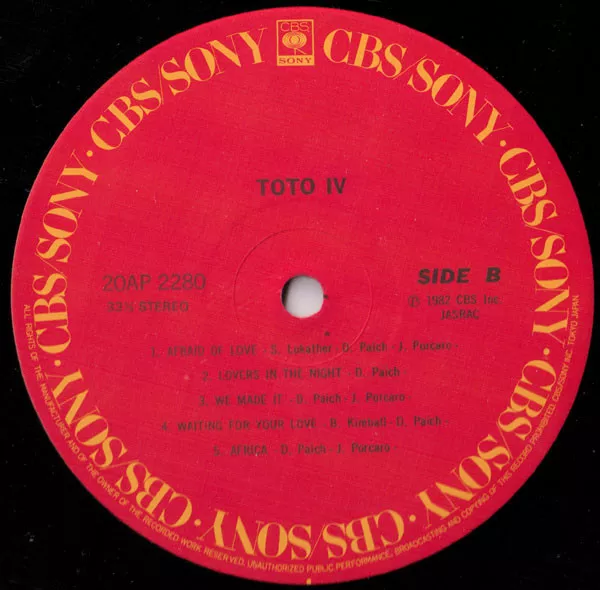 CBS
SONY
CBS/SONY · CBS/SONY · CBS/SONY · CBS/SONY · CBS/SONY · CBS/SONY · CBS/SONY · CBS/SONY
TOTO IV
20AP 2280
33⅓ STEREO
SIDE B
Ⓟ 1982 CBS Inc.
JASRAC
1. AFRAID OF LOVE -S. Lukather- D. Paich - J. Porcaro-
2. LOVERS IN THE NIGHT -D. Paich-
3. WE MADE IT -D. Paich- J. Porcaro-
4. WAITING FOR YOUR LOVE -B. Kimball- D. Paich-
5. AFRICA -D. Paich- J. Porcaro-
ALL RIGHTS OF THE MANUFACTURER AND OF THE OWNER OF THE RECORDED WORK RESERVED. UNAUTHORIZED PUBLIC PERFORMANCE, BROADCASTING AND COPYING OF THIS RECORD PROHIBITED. CBS/SONY INC. TOKYO JAPAN